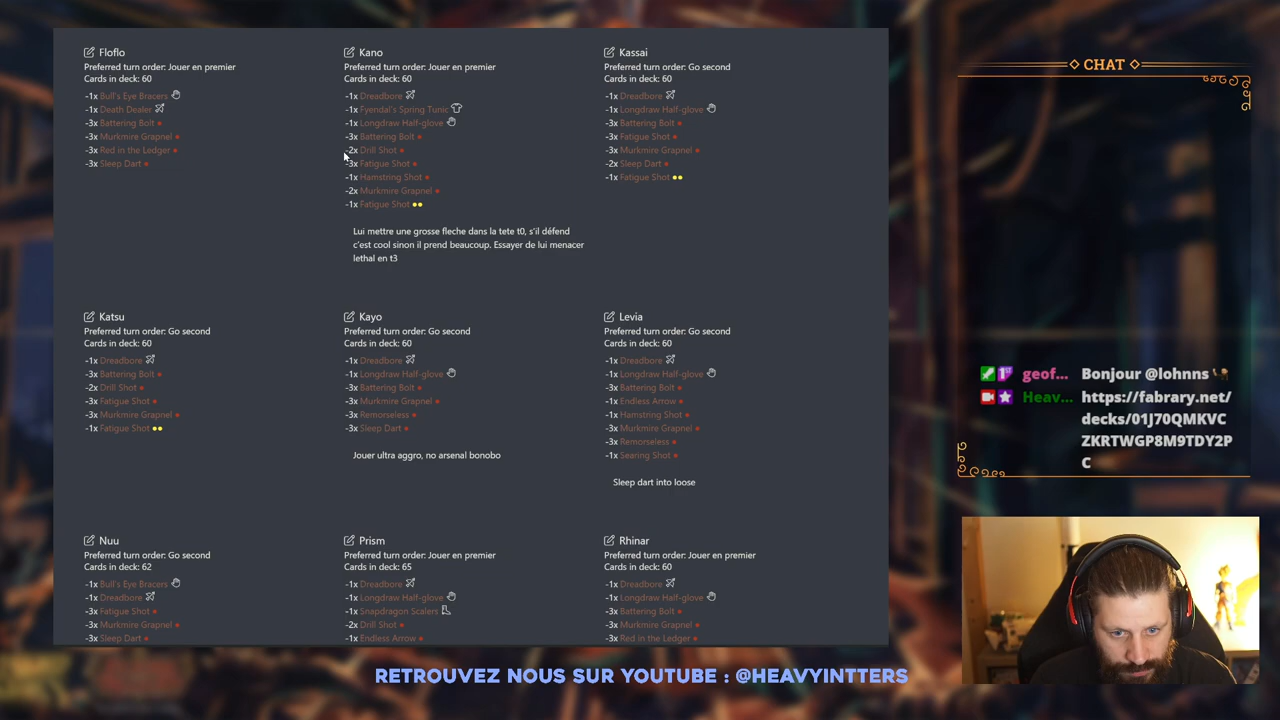 Floflo
Preferred turn order: Jouer en premier
Cards in deck: 60
-1x Bull's Eye Bracers
-1x Death Dealer
-3x Battering Bolt
-3x Murkmire Grapnel
-3x Red in the Ledger
-3x Sleep Dart
Kano
Preferred turn order: Jouer en premier
Cards in deck: 60
-1x Dreadbore
-1x Fyendal's Spring Tunic
-1x Longdraw Half-glove
-3x Battering Bolt
-2x Drill Shot
-3x Fatigue Shot
-1x Hamstring Shot
-2x Murkmire Grapnel
-1x Fatigue Shot
Lui mettre une grosse fleche dans la tete t0, s'il défend
c'est cool sinon il prend beaucoup. Essayer de lui menacer
lethal en t3
Kassai
Preferred turn order: Go second
Cards in deck: 60
-1x Dreadbore
-1x Longdraw Half-glove
-3x Battering Bolt
-3x Fatigue Shot
-3x Murkmire Grapnel
-2x Sleep Dart
-1x Fatigue Shot
Katsu
Preferred turn order: Go second
Cards in deck: 60
-1x Dreadbore
-3x Battering Bolt
-2x Drill Shot
-3x Fatigue Shot
-3x Murkmire Grapnel
-1x Fatigue Shot
Kayo
Preferred turn order: Go second
Cards in deck: 60
-1x Dreadbore
-1x Longdraw Half-glove
-3x Battering Bolt
-3x Murkmire Grapnel
-3x Remorseless
-3x Sleep Dart
Jouer ultra aggro, no arsenal bonobo
Levia
Preferred turn order: Go second
Cards in deck: 60
-1x Dreadbore
-1x Longdraw Half-glove
-3x Battering Bolt
-1x Endless Arrow
-1x Hamstring Shot
-3x Murkmire Grapnel
-3x Remorseless
-1x Searing Shot
Sleep dart into loose
Nuu
Preferred turn order: Go second
Cards in deck: 62
-1x Bull's Eye Bracers
-1x Dreadbore
-3x Fatigue Shot
-3x Murkmire Grapnel
-3x Sleep Dart
Prism
Preferred turn order: Jouer en premier
Cards in deck: 65
-1x Dreadbore
-1x Longdraw Half-glove
-1x Snapdragon Scalers
-2x Drill Shot
-1x Endless Arrow
Rhinar
Preferred turn order: Jouer en premier
Cards in deck: 60
-1x Dreadbore
-1x Longdraw Half-glove
-3x Battering Bolt
-3x Murkmire Grapnel
-3x Red in the Ledger
CHAT
geof... Bonjour @lohnns
Heav... https://fabrary.net/
decks/01J70QMKVC
ZKRTWGP8M9TDY2P
C
RETROUVEZ NOUS SUR YOUTUBE : @HEAVYINTTERS